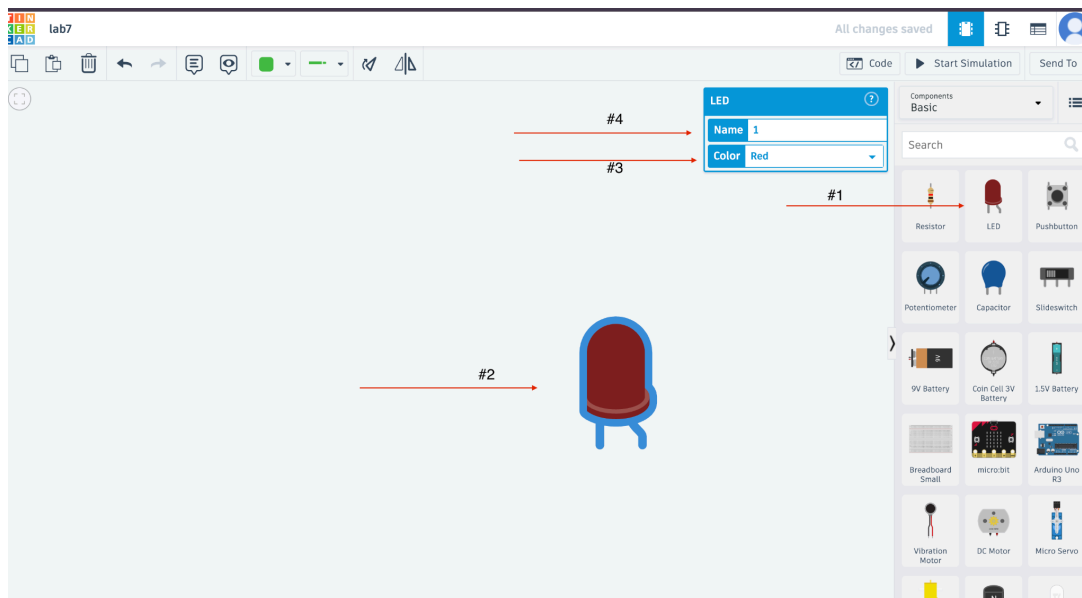 TIN
KER
CAD
lab7
All changes saved
Code
Start Simulation
Send To
LED
?
Name 1
Color Red
#4
#3
#1
#2
Components
Basic
Search
Resistor
LED
Pushbutton
Potentiometer
Capacitor
Slideswitch
9V Battery
Coin Cell 3V
Battery
1.5V Battery
Breadboard
Small
micro:bit
Arduino Uno
R3
Vibration
Motor
DC Motor
Micro Servo